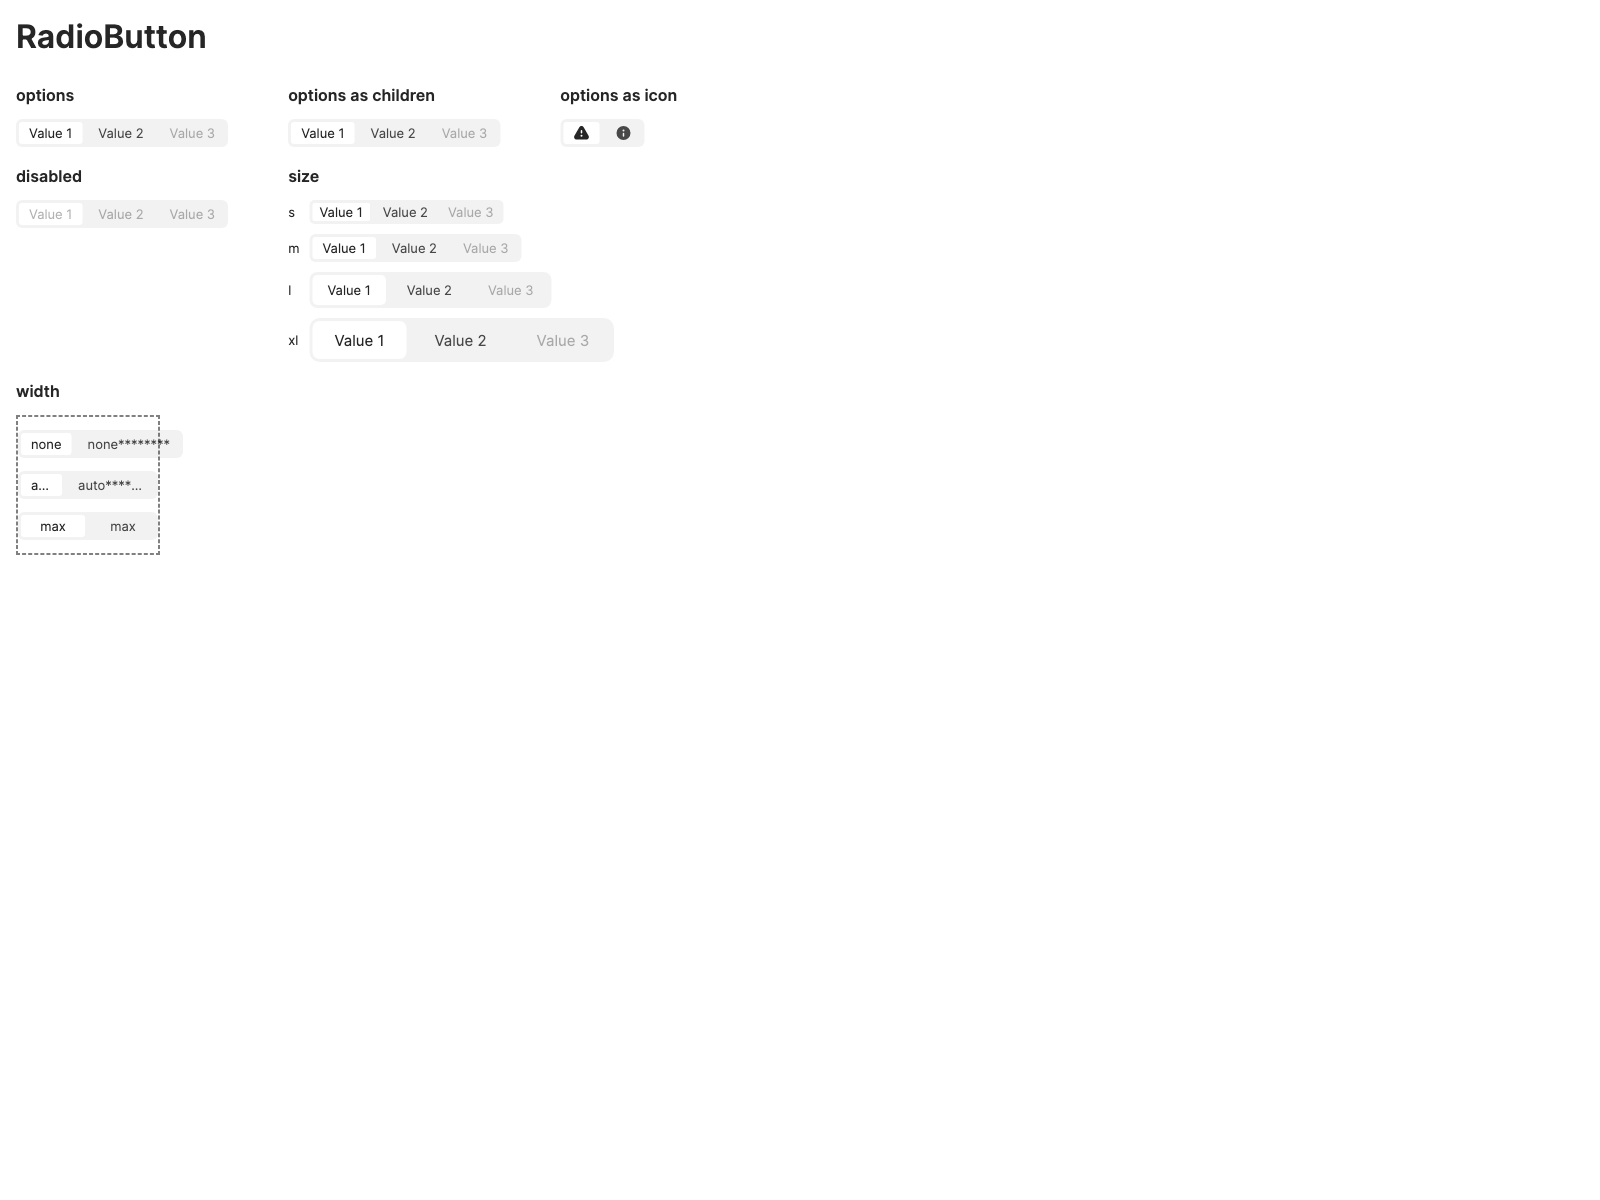 RadioButton
options
Value 1 Value 2 Value 3
options as children
Value 1 Value 2 Value 3
options as icon
disabled
Value 1 Value 2 Value 3
size
s Value 1 Value 2 Value 3
m Value 1 Value 2 Value 3
l Value 1 Value 2 Value 3
xl Value 1 Value 2 Value 3
width
none none********
a... auto****...
max max